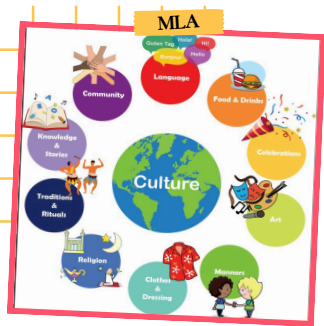 MLA
Guten Tag
Hola!
Hi!
Bonjour
Hello
Language
Community
Food & Drinks
Knowledge
&
Stories
Celebrations
Culture
Traditions
&
Rituals
Art
Religion
Manners
Clothes
&
Dressing